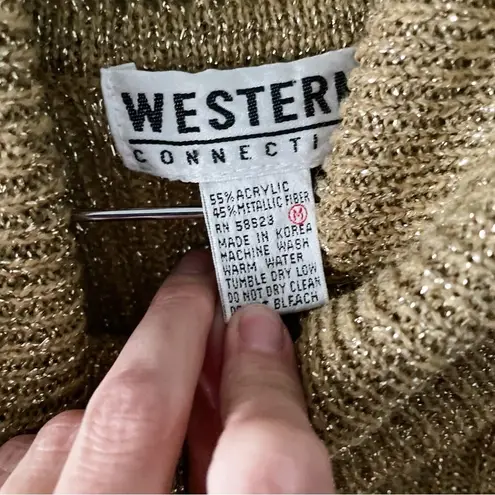 WESTERN
CONNECTI
55% ACRYLIC
45% METALLIC FIBER
M
RN 58523
MADE IN KOREA
MACHINE WASH
WARM WATER
TUMBLE DRY LOW
DO NOT DRY CLEAN
BLEACH